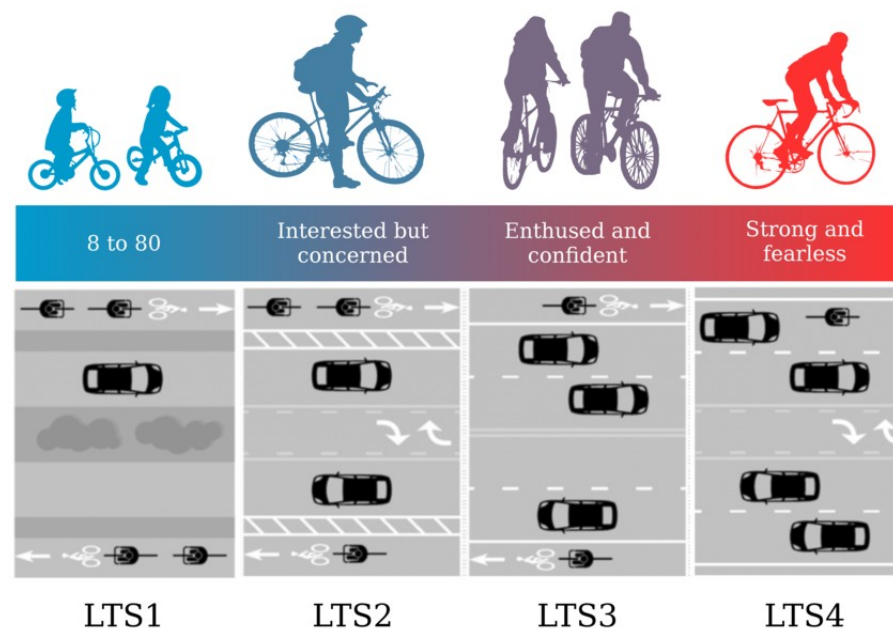 8 to 80
Interested but
concerned
Enthused and
confident
Strong and
fearless
LTS1
LTS2
LTS3
LTS4